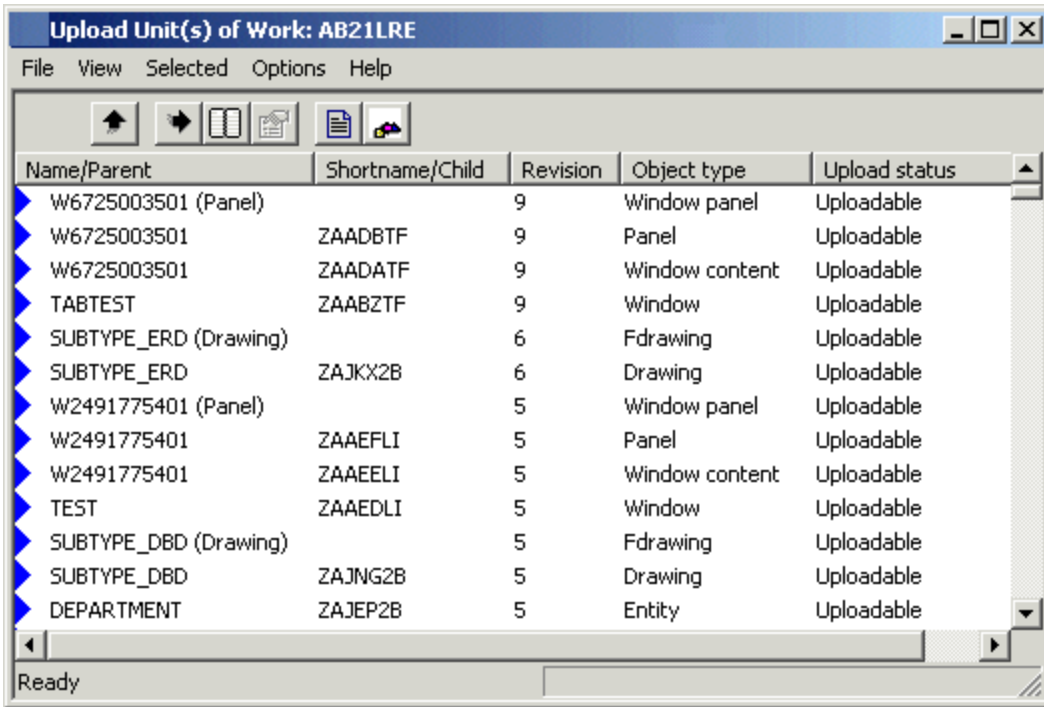 Upload Unit(s) of Work: AB21LRE
File View Selected Options Help
Name/Parent Shortname/Child Revision Object type Upload status
W6725003501 (Panel) 9 Window panel Uploadable
W6725003501 ZAADBTF 9 Panel Uploadable
W6725003501 ZAADATF 9 Window content Uploadable
TABTEST ZAABZTF 9 Window Uploadable
SUBTYPE_ERD (Drawing) 6 Fdrawing Uploadable
SUBTYPE_ERD ZAJKX2B 6 Drawing Uploadable
W2491775401 (Panel) 5 Window panel Uploadable
W2491775401 ZAAEFLI 5 Panel Uploadable
W2491775401 ZAAEELI 5 Window content Uploadable
TEST ZAAEDLI 5 Window Uploadable
SUBTYPE_DBD (Drawing) 5 Fdrawing Uploadable
SUBTYPE_DBD ZAJNG2B 5 Drawing Uploadable
DEPARTMENT ZAJEP2B 5 Entity Uploadable
Ready